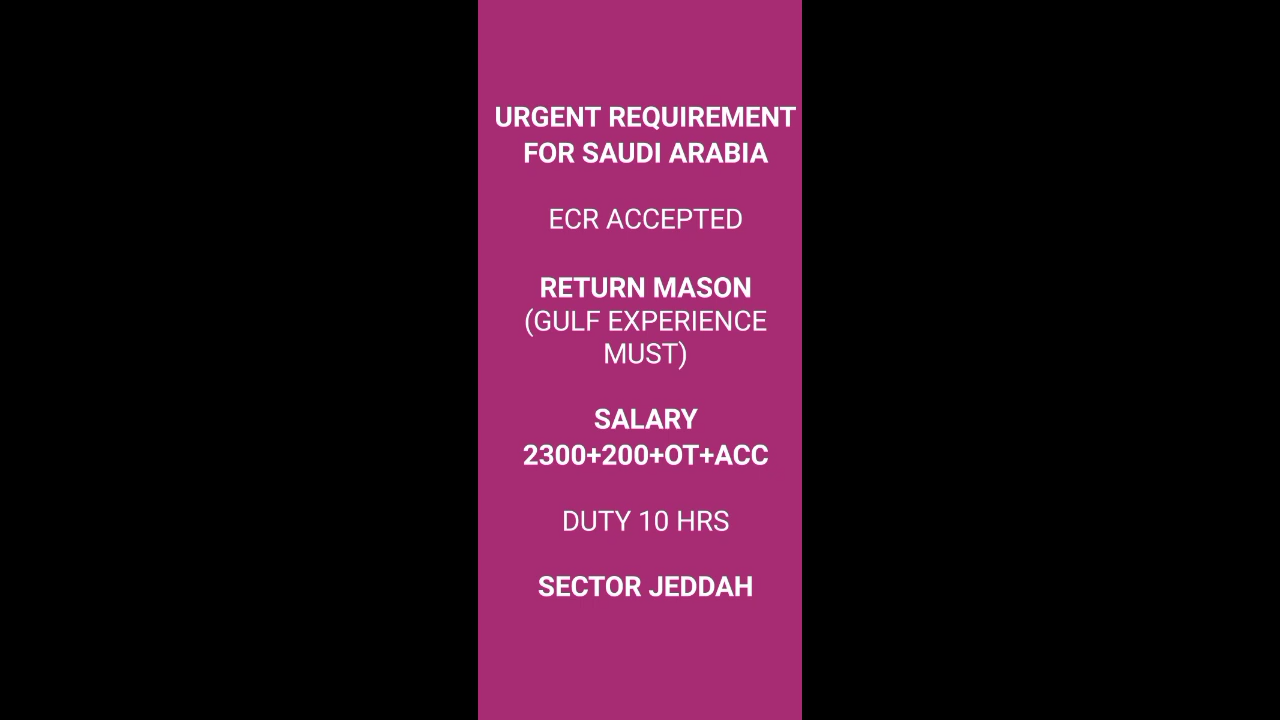 URGENT REQUIREMENT
FOR SAUDI ARABIA
ECR ACCEPTED
RETURN MASON
(GULF EXPERIENCE
MUST)
SALARY
2300+200+OT+ACC
DUTY 10 HRS
SECTOR JEDDAH